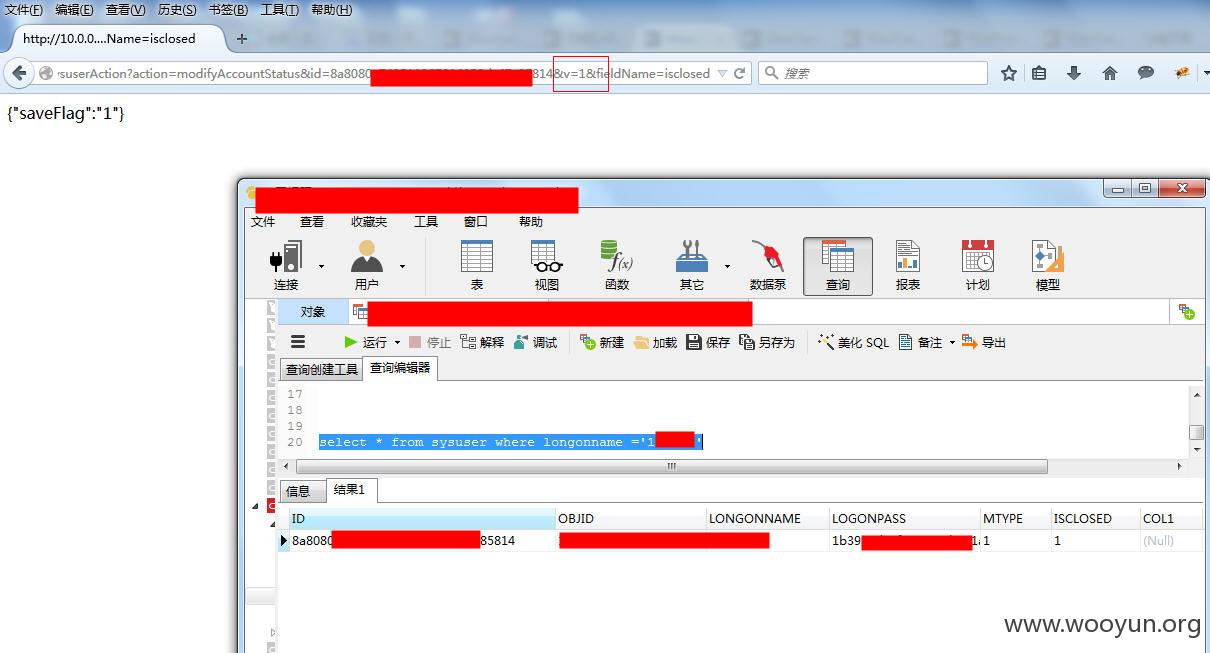 文件(F) 编辑(E) 查看(V) 历史(S) 书签(B) 工具(T) 帮助(H)
http://10.0.0....Name=isclosed
/suserAction?action=modifyAccountStatus&id=8a8080 814&v=1&fieldName=isclosed 搜索
{"saveFlag":"1"}
文件 查看 收藏夹 工具 窗口 帮助
连接 用户 表 视图 函数 其它 数据泵 查询 报表 计划 模型
对象
运行 停止 解释 调试 新建 加载 保存 另存为 美化 SQL 备注 导出
查询创建工具 查询编辑器
17
18
19
20 select * from sysuser where longonname ='1 '
信息 结果1
ID OBJID LONGONNAME LOGONPASS MTYPE ISCLOSED COL1
8a8080 85814 1b39 1 1 (Null)
www.wooyun.org